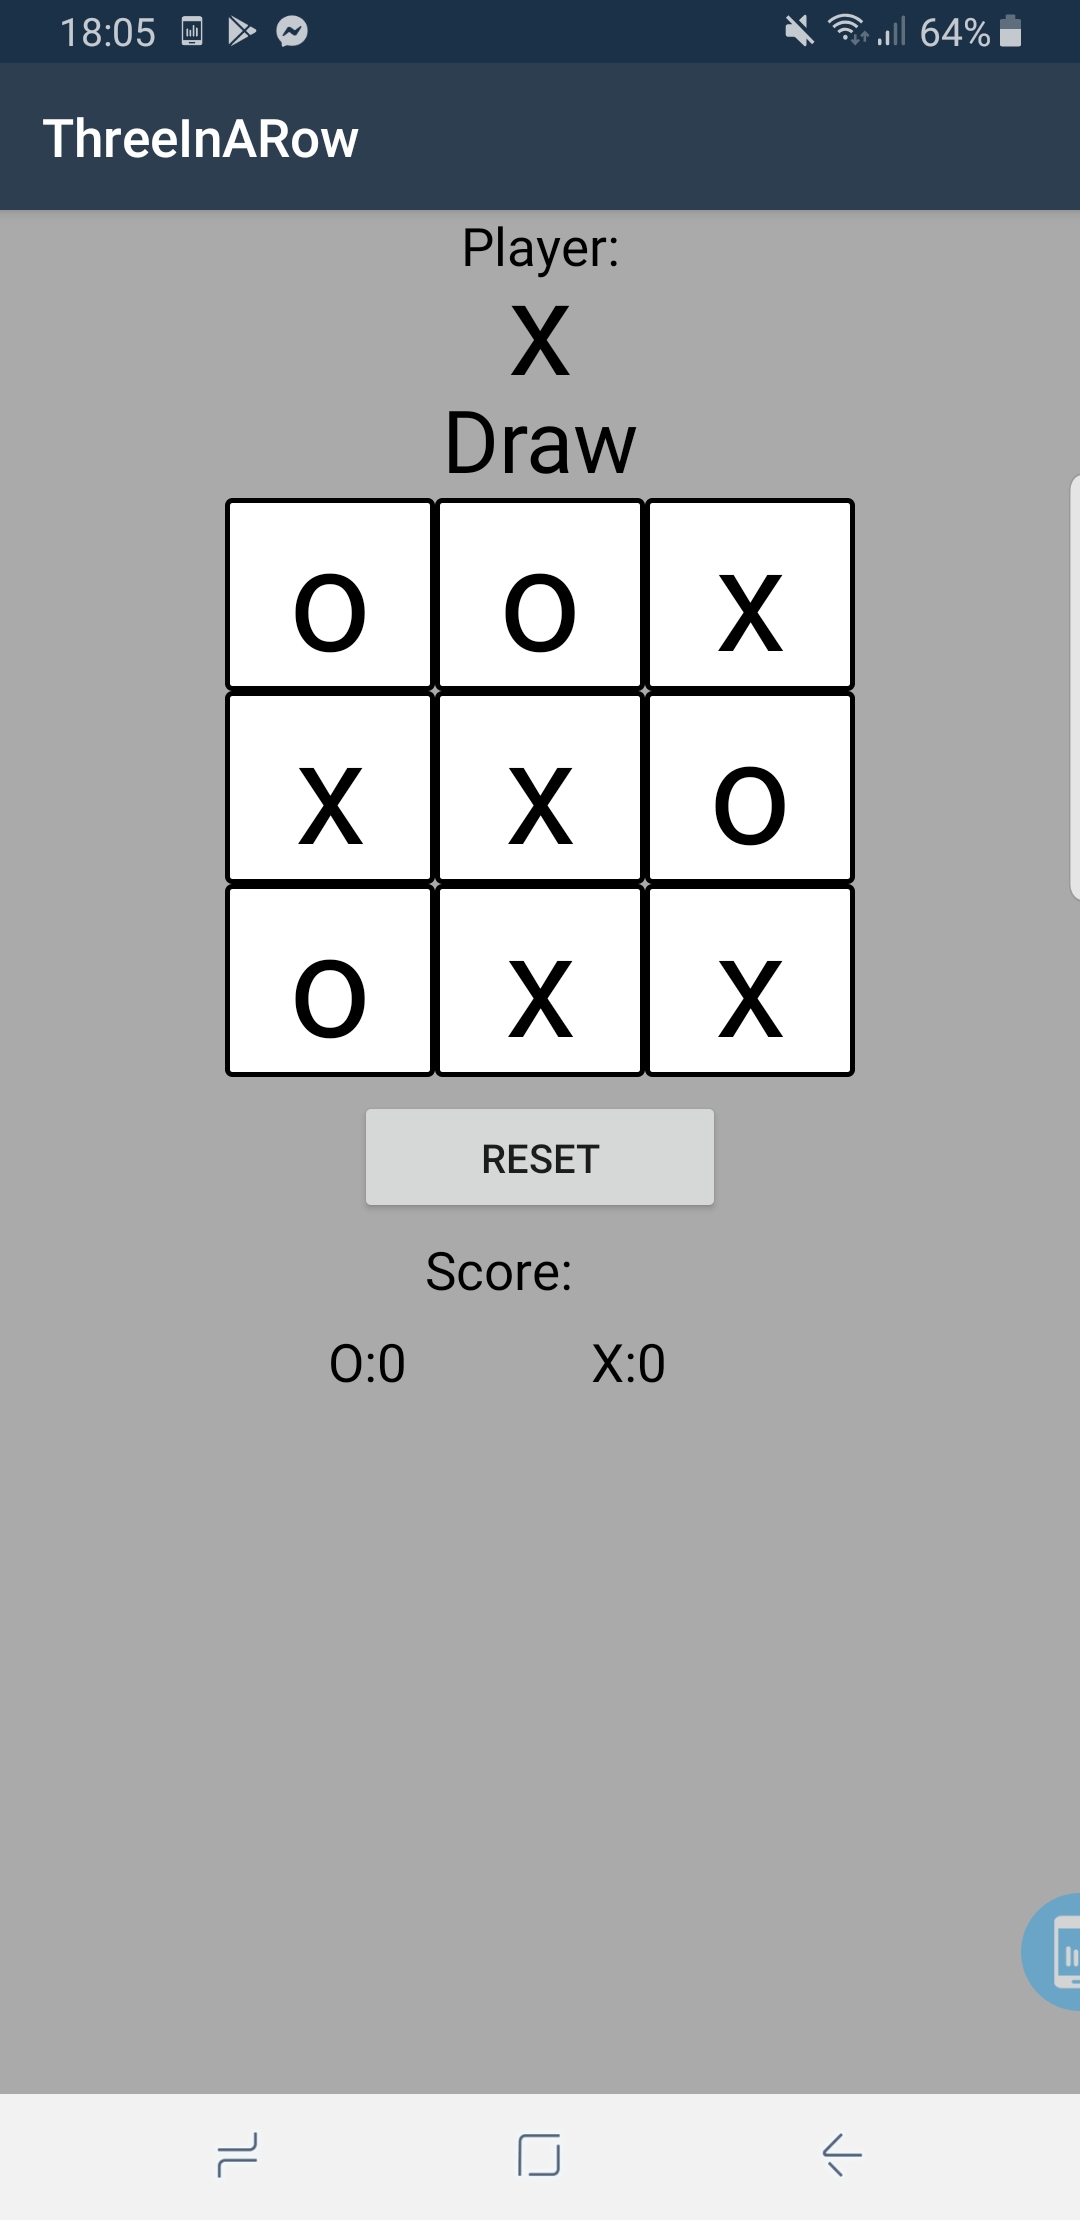 18:05 64%
ThreeInARow
Player:
X
Draw
O O X
X X O
O X X
RESET
Score:
O:0 X:0